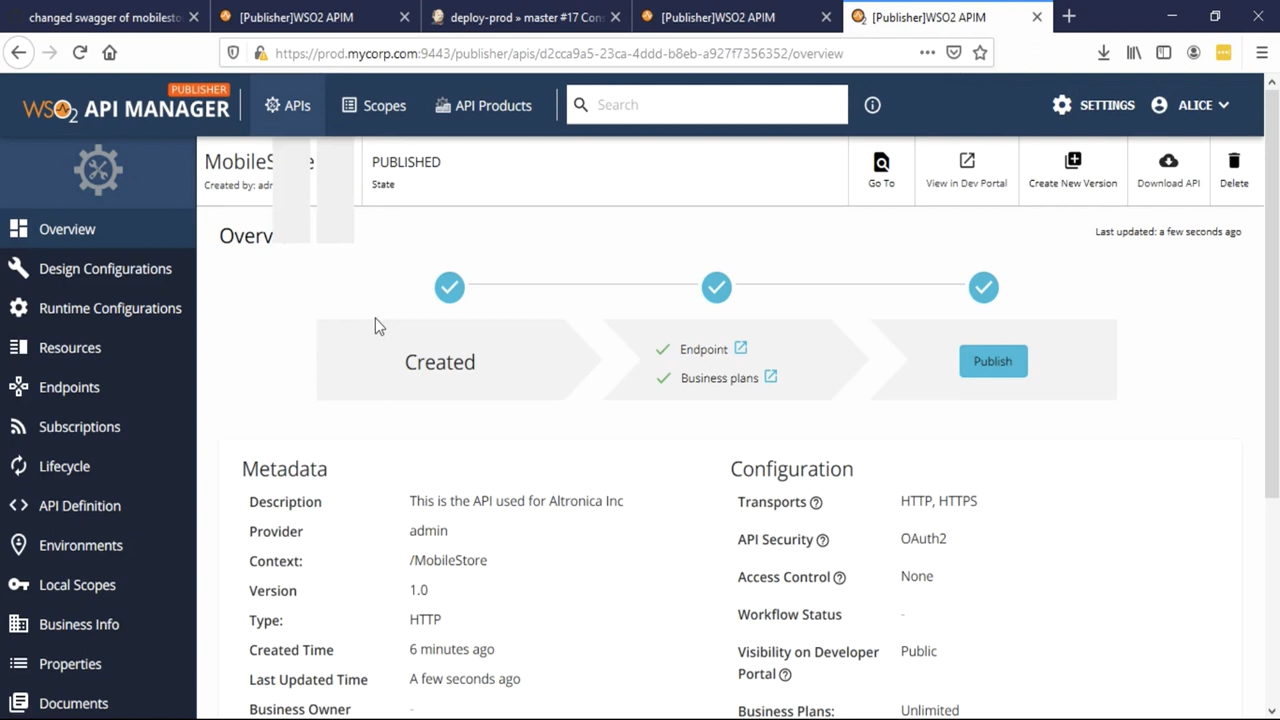 changed swagger of mobilesto
[Publisher]WSO2 APIM
deploy-prod » master #17 Con
[Publisher]WSO2 APIM
[Publisher]WSO2 APIM
https://prod.mycorp.com:9443/publisher/apis/d2cca9a5-23ca-4ddd-b8eb-a927f7356352/overview
PUBLISHER
WSO2 API MANAGER
APIs
Scopes
API Products
Search
SETTINGS
ALICE
MobileS e
Created by: adm
PUBLISHED
State
Go To
View in Dev Portal
Create New Version
Download API
Delete
Overview
Design Configurations
Runtime Configurations
Resources
Endpoints
Subscriptions
Lifecycle
API Definition
Environments
Local Scopes
Business Info
Properties
Documents
Overv
Last updated: a few seconds ago
Created
Endpoint
Business plans
Publish
Metadata
Description This is the API used for Altronica Inc
Provider admin
Context: /MobileStore
Version 1.0
Type: HTTP
Created Time 6 minutes ago
Last Updated Time A few seconds ago
Business Owner -
Configuration
Transports HTTP, HTTPS
API Security OAuth2
Access Control None
Workflow Status -
Visibility on Developer Public
Portal
Business Plans: Unlimited